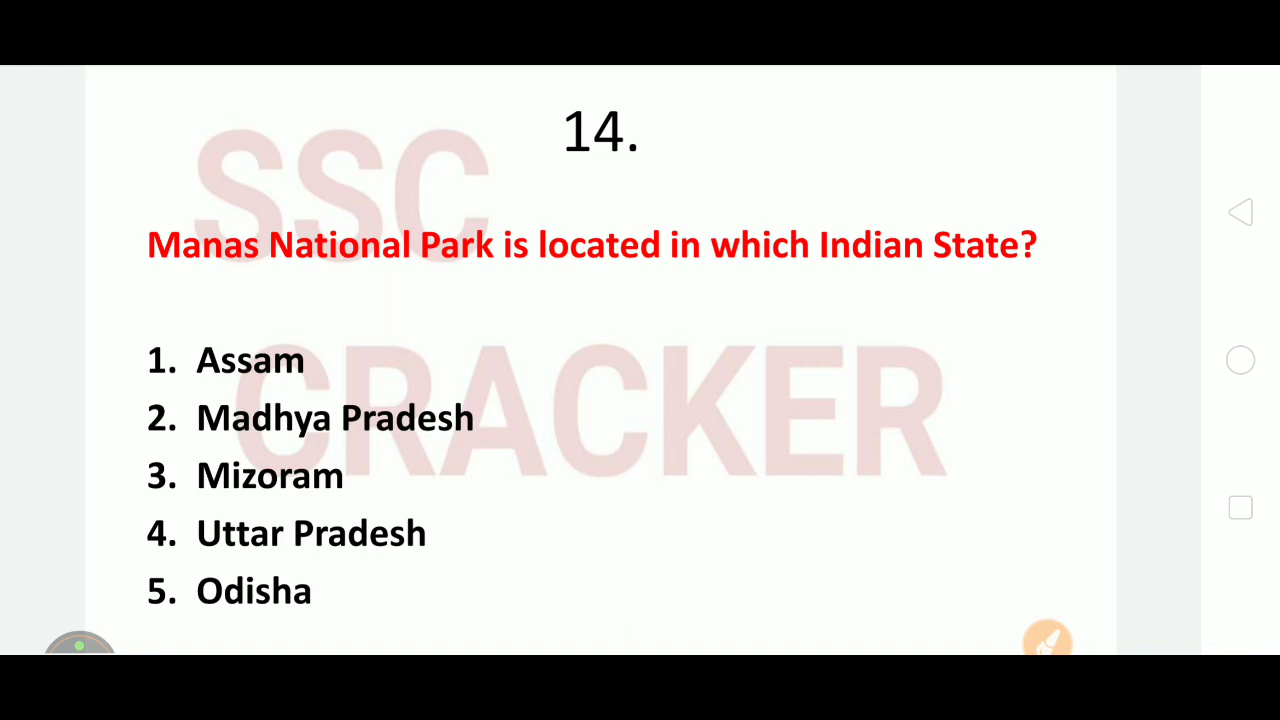 14.
SSC
Manas National Park is located in which Indian State?
1. Assam
CRACKER
2. Madhya Pradesh
3. Mizoram
4. Uttar Pradesh
5. Odisha